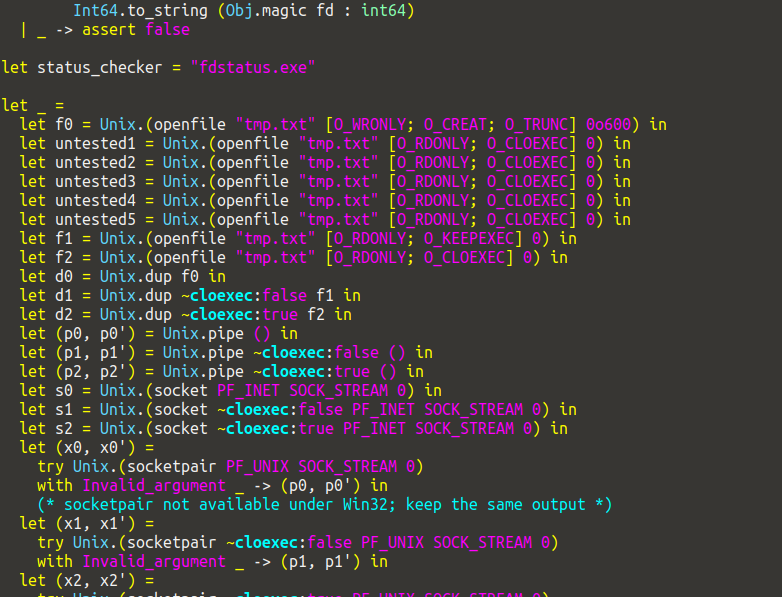 Int64.to_string (Obj.magic fd : int64)
| _ -> assert false
let status_checker = "fdstatus.exe"
let _ =
let f0 = Unix.(openfile "tmp.txt" [O_WRONLY; O_CREAT; O_TRUNC] 0o600) in
let untested1 = Unix.(openfile "tmp.txt" [O_RDONLY; O_CLOEXEC] 0) in
let untested2 = Unix.(openfile "tmp.txt" [O_RDONLY; O_CLOEXEC] 0) in
let untested3 = Unix.(openfile "tmp.txt" [O_RDONLY; O_CLOEXEC] 0) in
let untested4 = Unix.(openfile "tmp.txt" [O_RDONLY; O_CLOEXEC] 0) in
let untested5 = Unix.(openfile "tmp.txt" [O_RDONLY; O_CLOEXEC] 0) in
let f1 = Unix.(openfile "tmp.txt" [O_RDONLY; O_KEEPEXEC] 0) in
let f2 = Unix.(openfile "tmp.txt" [O_RDONLY; O_CLOEXEC] 0) in
let d0 = Unix.dup f0 in
let d1 = Unix.dup ~cloexec:false f1 in
let d2 = Unix.dup ~cloexec:true f2 in
let (p0, p0') = Unix.pipe () in
let (p1, p1') = Unix.pipe ~cloexec:false () in
let (p2, p2') = Unix.pipe ~cloexec:true () in
let s0 = Unix.(socket PF_INET SOCK_STREAM 0) in
let s1 = Unix.(socket ~cloexec:false PF_INET SOCK_STREAM 0) in
let s2 = Unix.(socket ~cloexec:true PF_INET SOCK_STREAM 0) in
let (x0, x0') =
try Unix.(socketpair PF_UNIX SOCK_STREAM 0)
with Invalid_argument _ -> (p0, p0') in
(* socketpair not available under Win32; keep the same output *)
let (x1, x1') =
try Unix.(socketpair ~cloexec:false PF_UNIX SOCK_STREAM 0)
with Invalid_argument _ -> (p1, p1') in
let (x2, x2') =